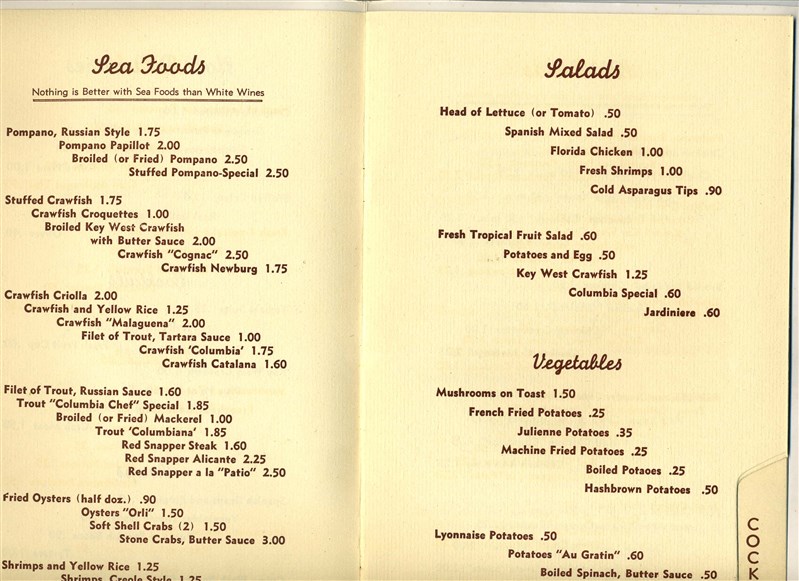 Sea Foods
Nothing is Better with Sea Foods than White Wines
Pompano, Russian Style 1.75
Pompano Papillot 2.00
Broiled (or Fried) Pompano 2.50
Stuffed Pompano-Special 2.50
Stuffed Crawfish 1.75
Crawfish Croquettes 1.00
Broiled Key West Crawfish
with Butter Sauce 2.00
Crawfish "Cognac" 2.50
Crawfish Newburg 1.75
Crawfish Criolla 2.00
Crawfish and Yellow Rice 1.25
Crawfish "Malaguena" 2.00
Filet of Trout, Tartara Sauce 1.00
Crawfish 'Columbia' 1.75
Crawfish Catalana 1.60
Filet of Trout, Russian Sauce 1.60
Trout "Columbia Chef" Special 1.85
Broiled (or Fried) Mackerel 1.00
Trout 'Columbiana' 1.85
Red Snapper Steak 1.60
Red Snapper Alicante 2.25
Red Snapper a la "Patio" 2.50
Fried Oysters (half doz.) .90
Oysters "Orli" 1.50
Soft Shell Crabs (2) 1.50
Stone Crabs, Butter Sauce 3.00
Shrimps and Yellow Rice 1.25
Shrimps, Creole Style 1.25
Salads
Head of Lettuce (or Tomato) .50
Spanish Mixed Salad .50
Florida Chicken 1.00
Fresh Shrimps 1.00
Cold Asparagus Tips .90
Fresh Tropical Fruit Salad .60
Potatoes and Egg .50
Key West Crawfish 1.25
Columbia Special .60
Jardiniere .60
Vegetables
Mushrooms on Toast 1.50
French Fried Potatoes .25
Julienne Potatoes .35
Machine Fried Potatoes .25
Boiled Potaoes .25
Hashbrown Potatoes .50
Lyonnaise Potatoes .50
Potatoes "Au Gratin" .60
Boiled Spinach, Butter Sauce .50
COCK